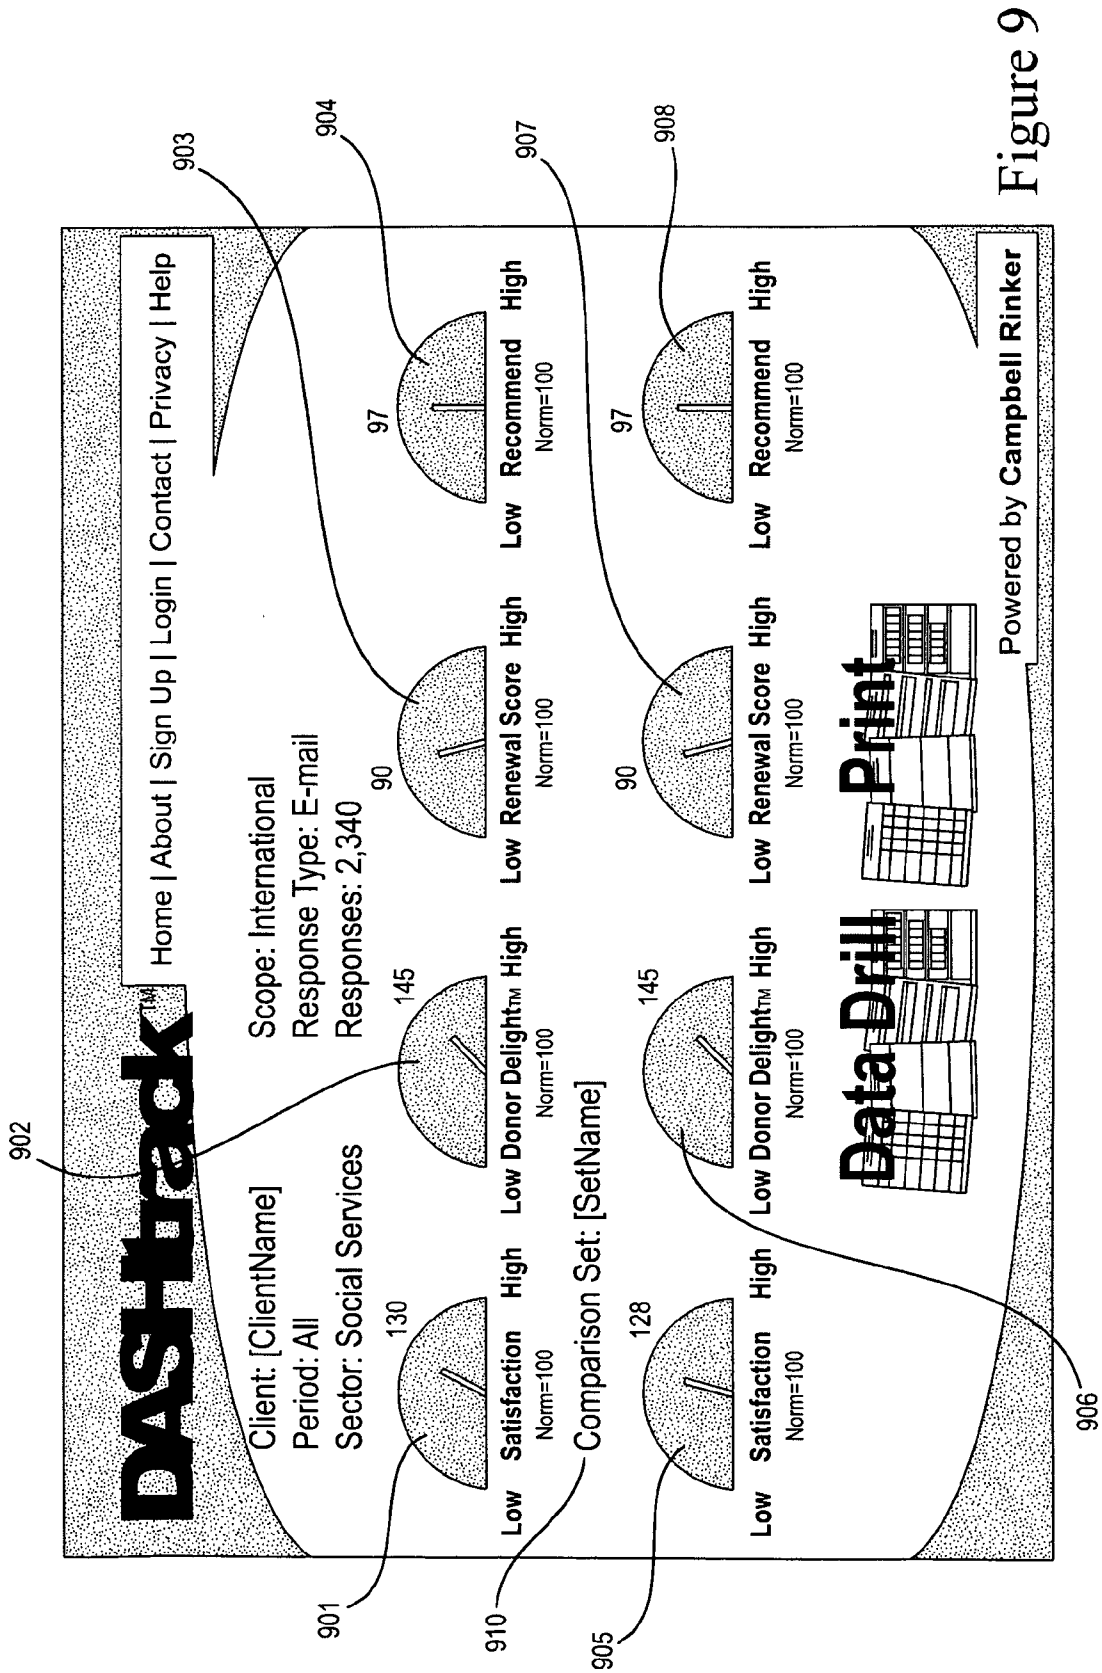 902
903
904
DASHtrack™
Home | About | Sign Up | Login | Contact | Privacy | Help
Client: [ClientName]
Period: All
Sector: Social Services
Scope: International
Response Type: E-mail
Responses: 2,340
901
130
145
90
97
Low Satisfaction High
Norm=100
Low Donor Delight™ High
Norm=100
Low Renewal Score High
Norm=100
Low Recommend High
Norm=100
910
Comparison Set: [SetName]
907
908
905
128
145
90
97
Low Satisfaction High
Norm=100
Low Donor Delight™ High
Norm=100
Low Renewal Score High
Norm=100
Low Recommend High
Norm=100
Data Drill
Print
Powered by Campbell Rinker
906
Figure 9